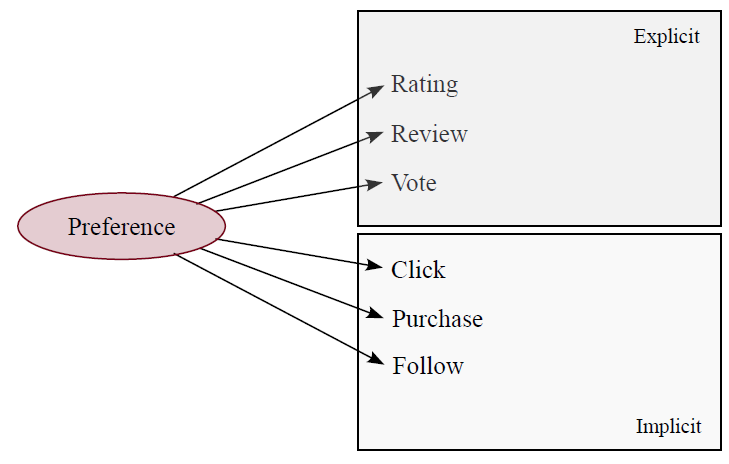 Explicit
Rating
Review
Vote
Preference
Click
Purchase
Follow
Implicit